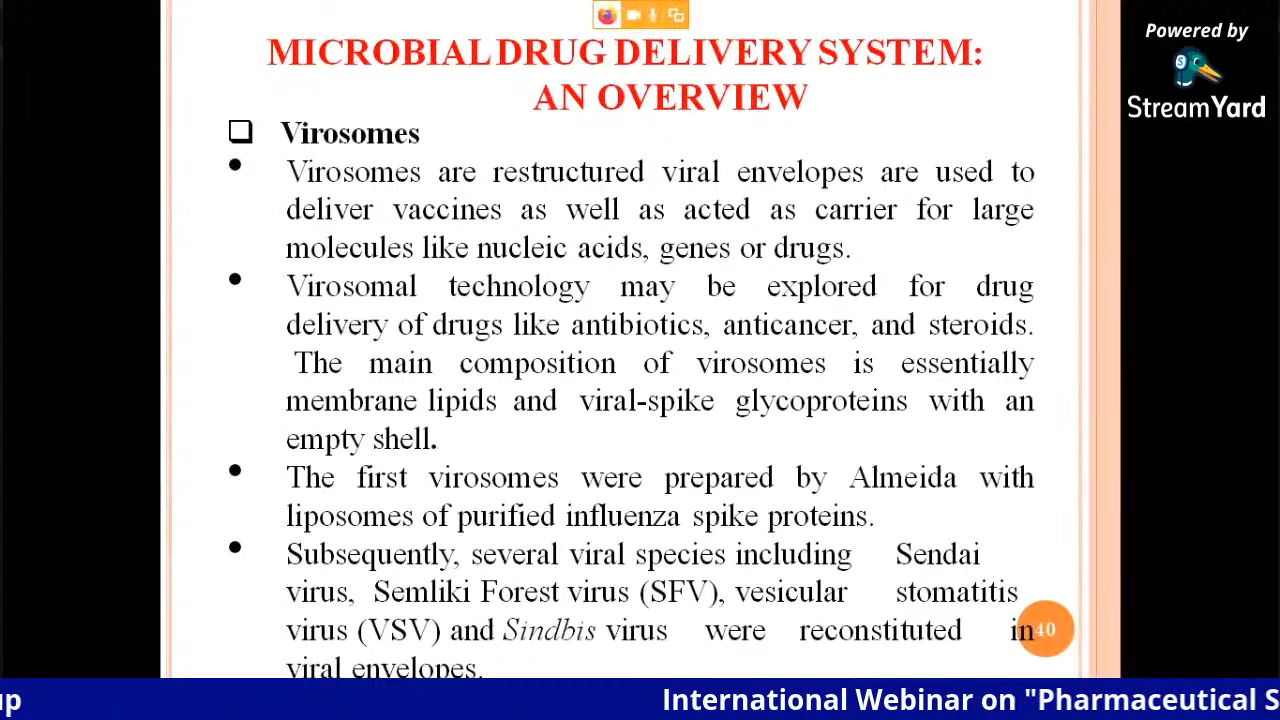 MICROBIAL DRUG DELIVERY SYSTEM:
AN OVERVIEW
Virosomes
Virosomes are restructured viral envelopes are used to
deliver vaccines as well as acted as carrier for large
molecules like nucleic acids, genes or drugs.
Virosomal technology may be explored for drug
delivery of drugs like antibiotics, anticancer, and steroids.
The main composition of virosomes is essentially
membrane lipids and viral-spike glycoproteins with an
empty shell.
The first virosomes were prepared by Almeida with
liposomes of purified influenza spike proteins.
Subsequently, several viral species including Sendai
virus, Semliki Forest virus (SFV), vesicular stomatitis
virus (VSV) and Sindbis virus were reconstituted in
viral envelopes.
40
Powered by
StreamYard
up International Webinar on "Pharmaceutical S